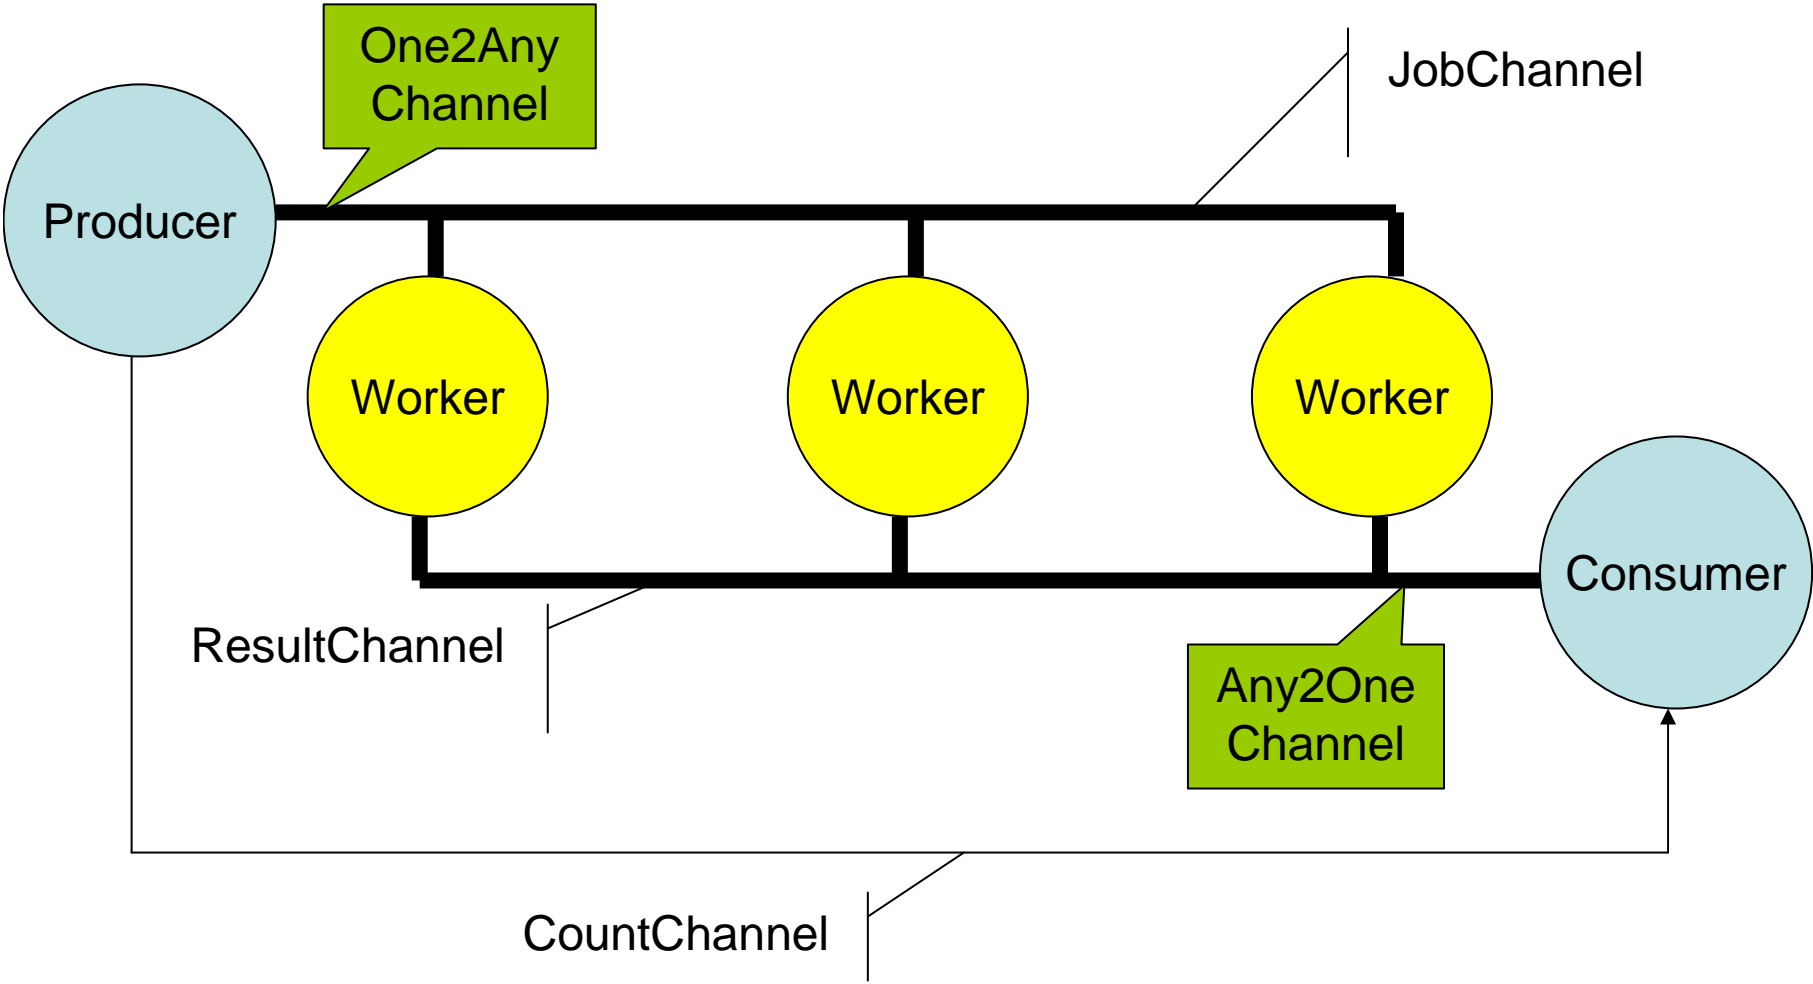 One2Any
Channel
JobChannel
Producer
Worker
Worker
Worker
Consumer
ResultChannel
Any2One
Channel
CountChannel